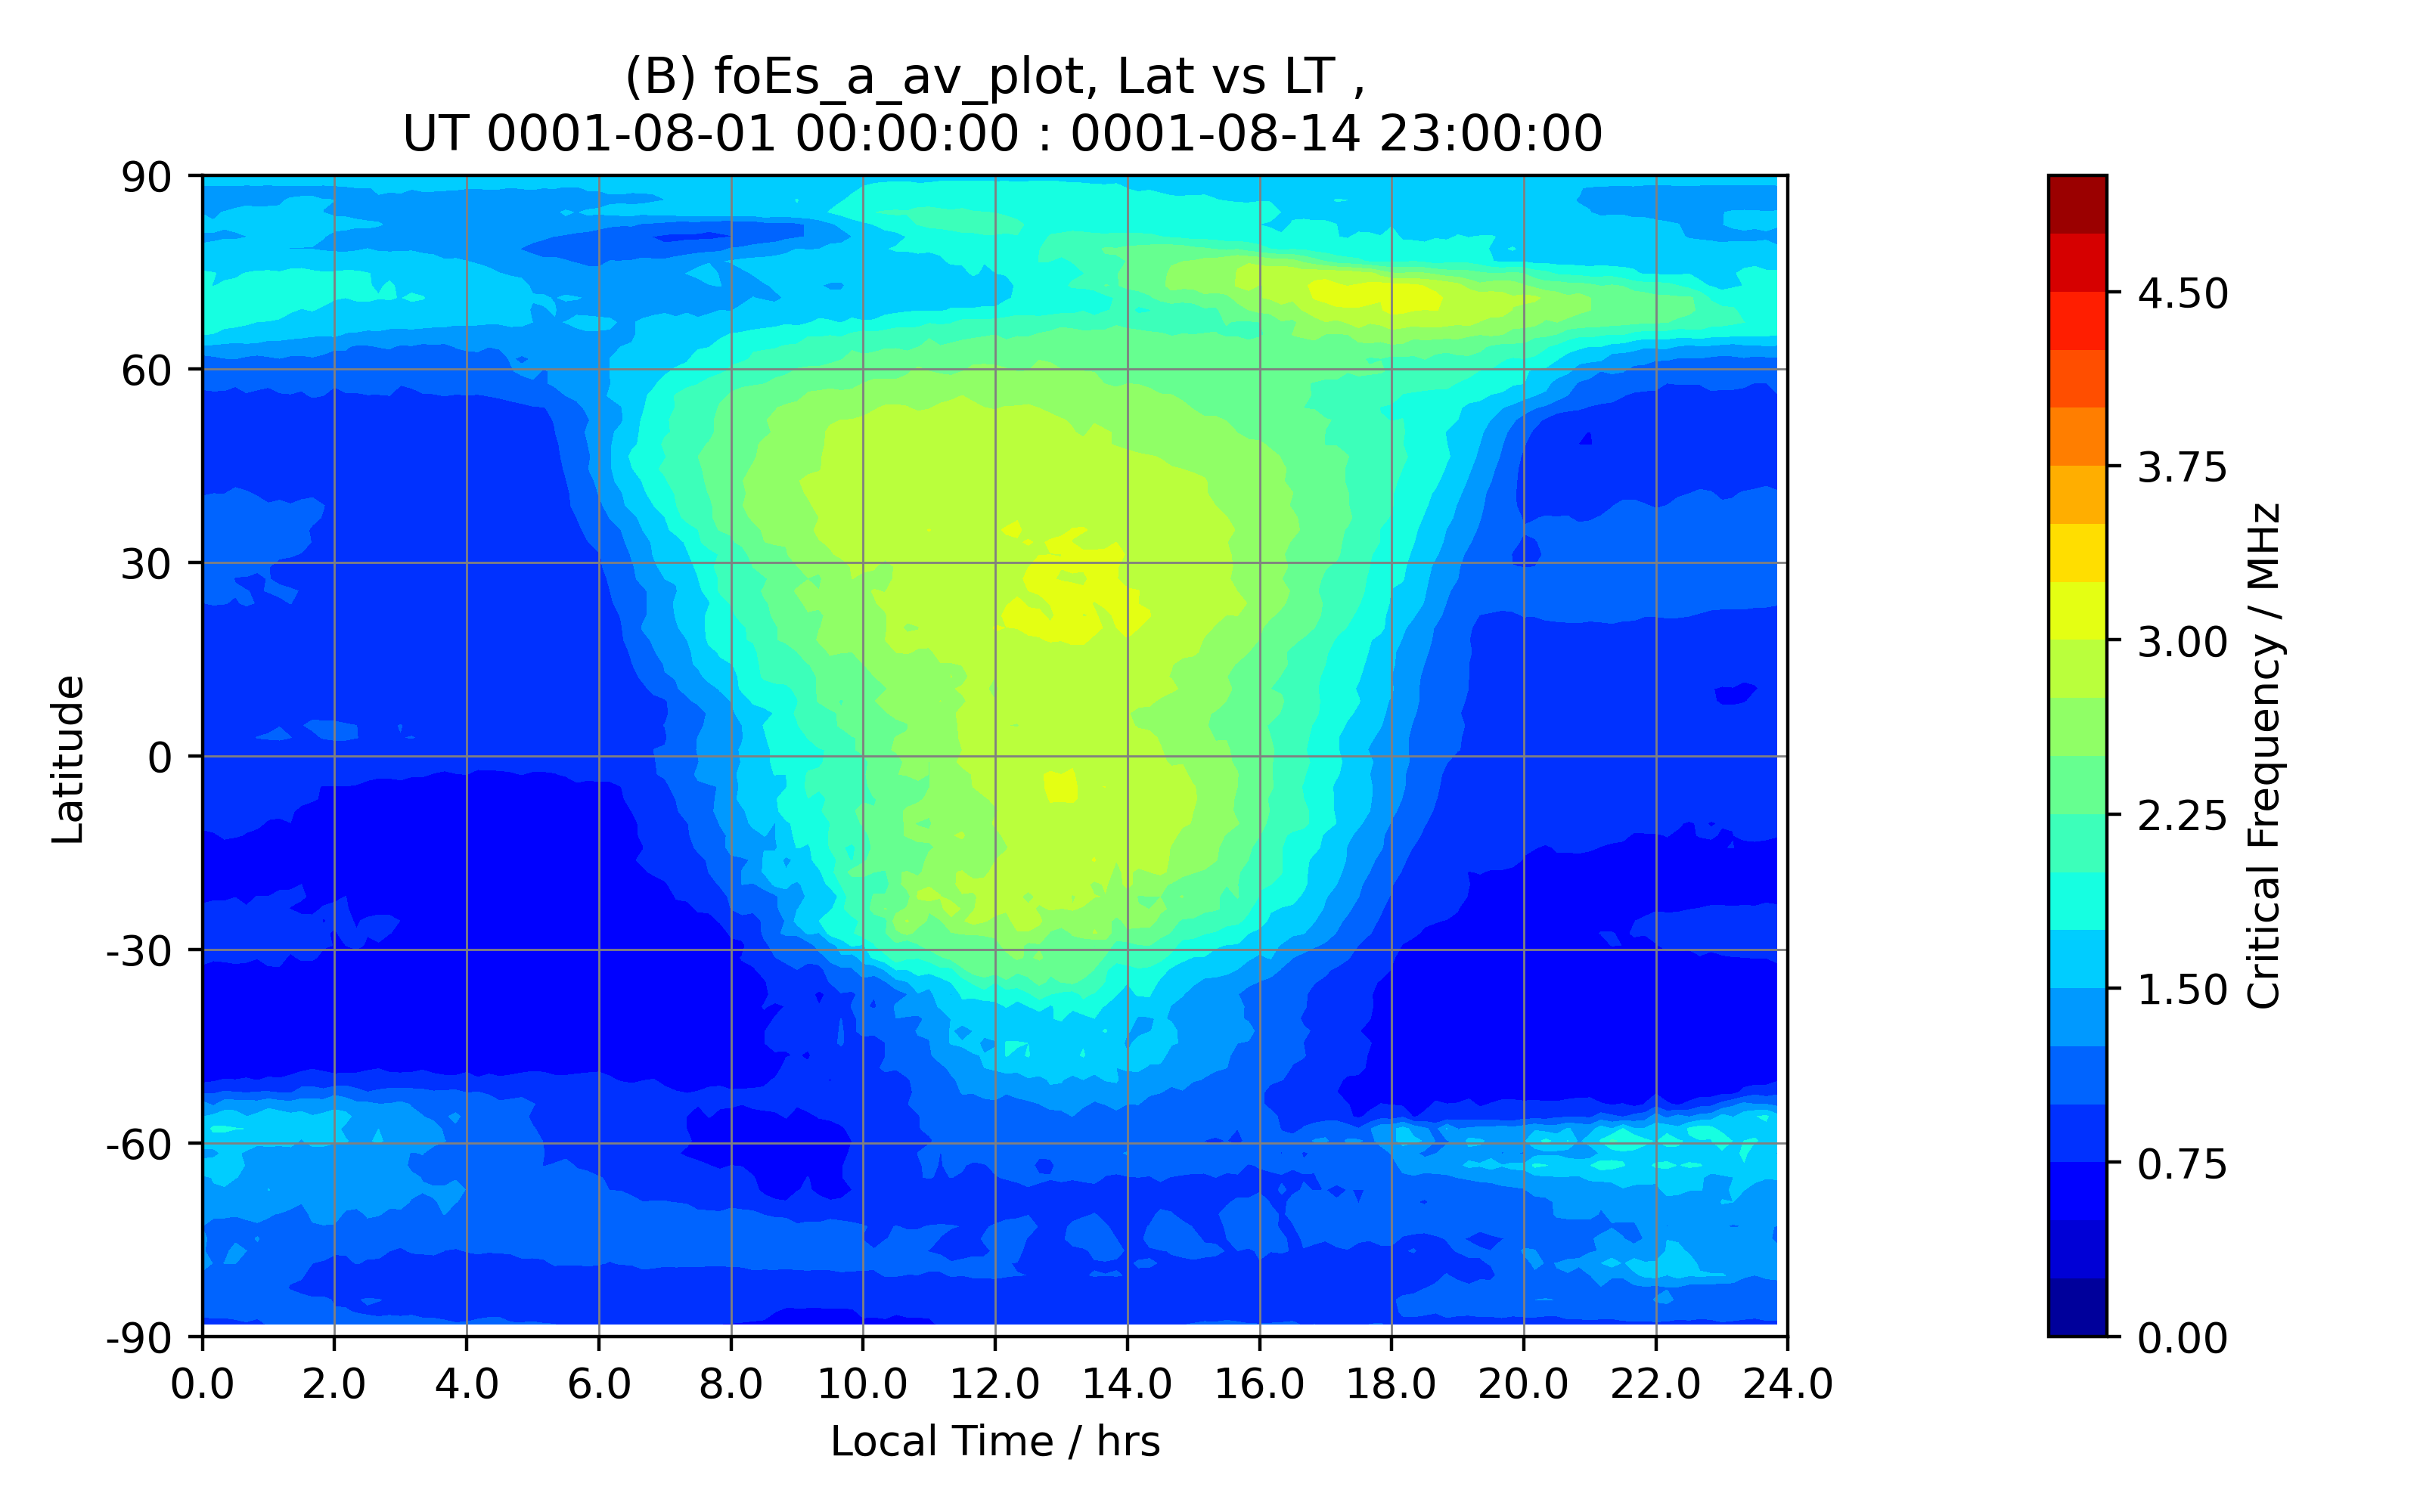 (B) foEs_a_av_plot, Lat vs LT ,
UT 0001-08-01 00:00:00 : 0001-08-14 23:00:00
90
60
30
0
-30
-60
-90
Latitude
0.0 2.0 4.0 6.0 8.0 10.0 12.0 14.0 16.0 18.0 20.0 22.0 24.0
Local Time / hrs
4.50
3.75
3.00
2.25
1.50
0.75
0.00
Critical Frequency / MHz